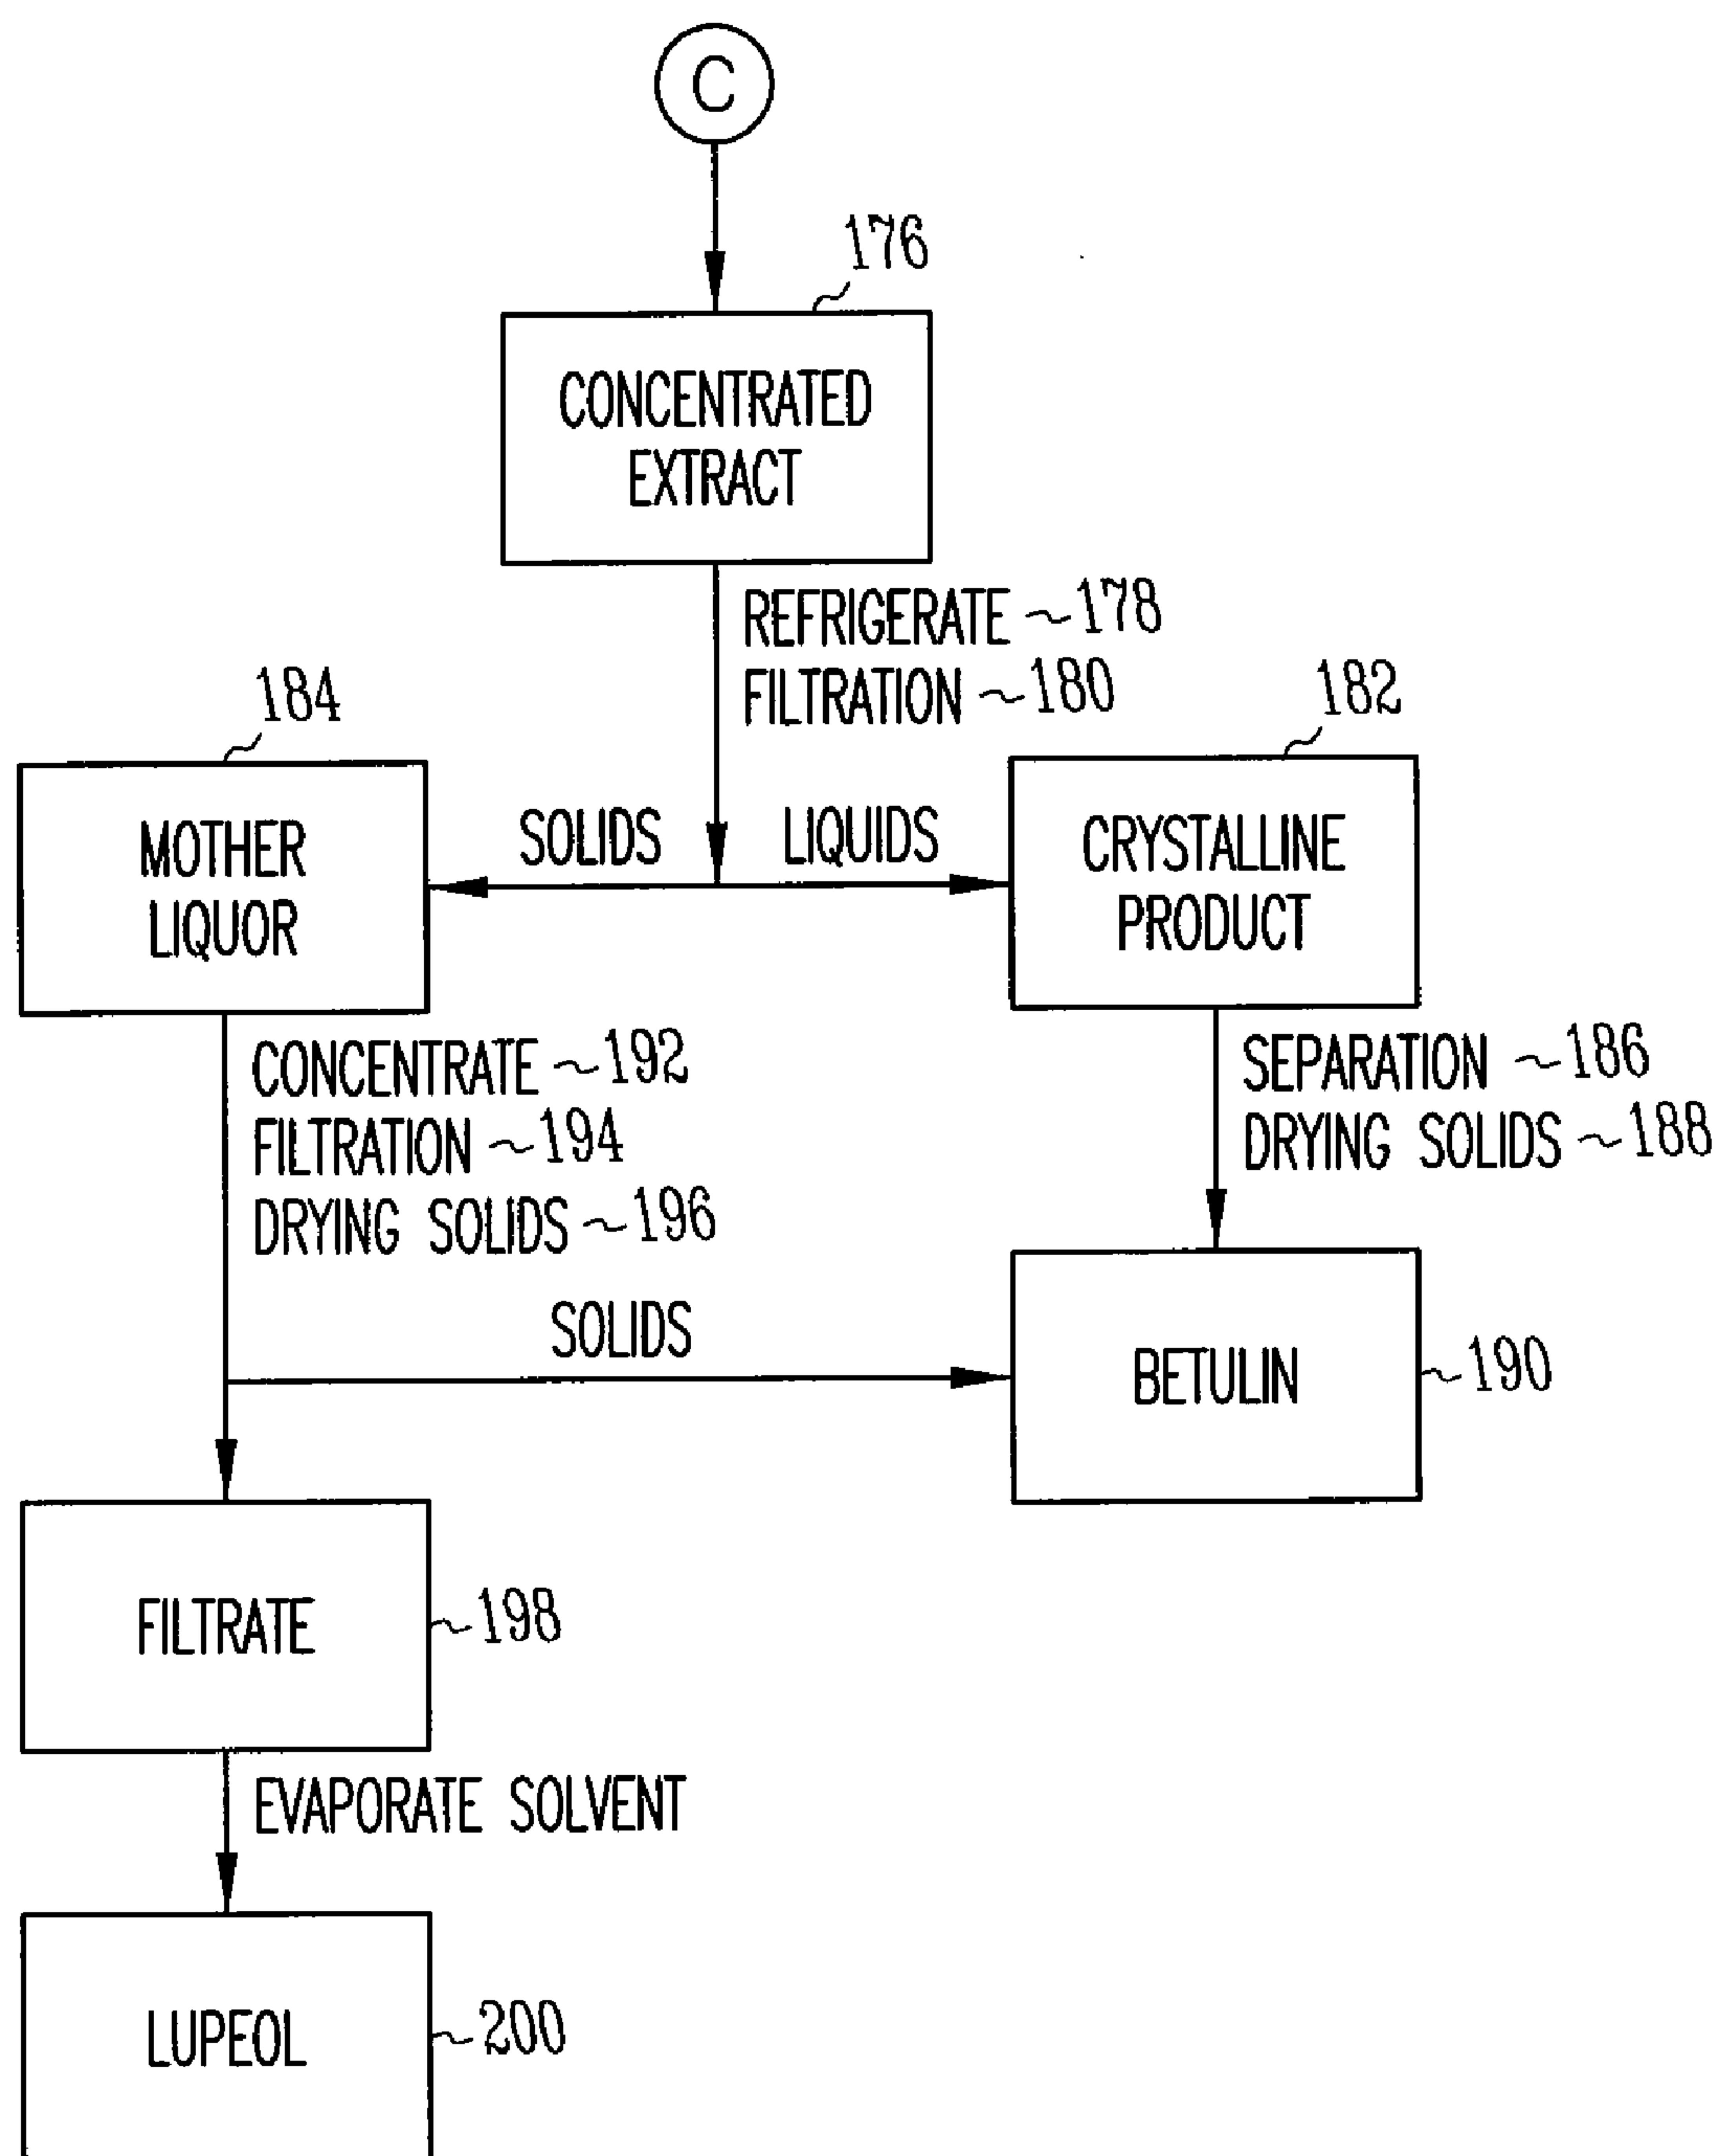 C
176
CONCENTRATED
EXTRACT
REFRIGERATE ~178
FILTRATION ~180
184
182
MOTHER
LIQUOR
SOLIDS
LIQUIDS
CRYSTALLINE
PRODUCT
CONCENTRATE ~192
FILTRATION ~194
DRYING SOLIDS ~196
SEPARATION ~186
DRYING SOLIDS ~188
SOLIDS
BETULIN
190
FILTRATE
198
EVAPORATE SOLVENT
LUPEOL
200